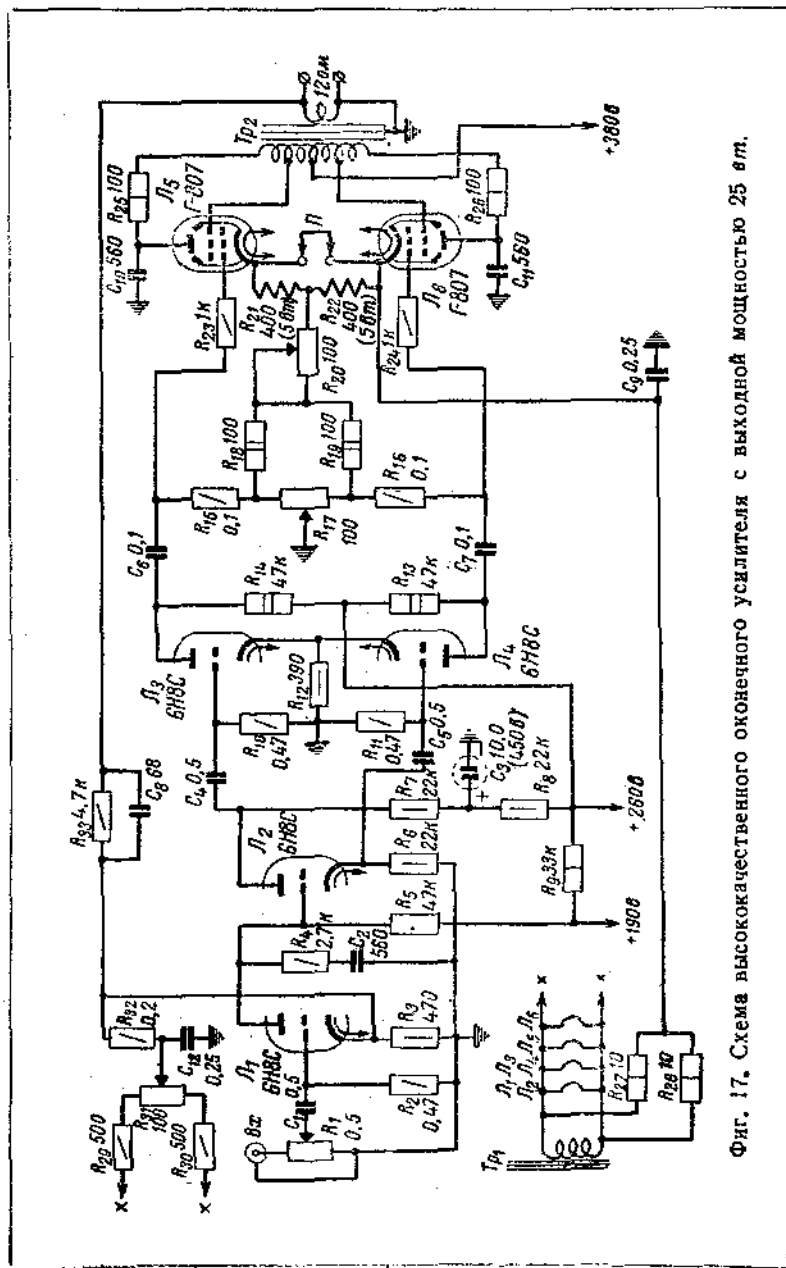 R₂₉ 500
R₃₁ 100
R₃₀ 500
x
x
R₃₂ 0,2
C₁₂ 0,25
R₃₃ 4,7к
C₈ 68
Вх
R₁ 0,5
C₁ 0,5
Л₁ 6Н8С
R₂ 0,47
R₃ 470
R₄ 2,7к
C₂ 560
R₅ 47к
Л₂ 6Н8С
R₆ 22к
R₇ 22к
C₃ 10,0 (450в)
+
R₈ 22к
R₉ 33к
+190в
+260в
C₄ 0,5
C₅ 0,5
R₁₀ 0,47
R₁₁ 0,47
R₁₂ 390
Л₃ 6Н8С
Л₄ 6Н8С
R₁₄ 47к
R₁₃ 47к
C₆ 0,1
C₇ 0,1
R₁₅ 0,1
R₁₇ 100
R₁₆ 0,1
R₁₈ 100
R₁₉ 100
R₂₀ 100
R₂₁ 400 (5вт)
R₂₂ 400 (5вт)
R₂₃ 1к
R₂₄ 1к
Л₅ Г-807
Л₆ Г-807
П
C₁₀ 560
C₁₁ 560
R₂₅ 100
R₂₆ 100
Тр₂
12ом
+380в
C₉ 0,25
Тр₁
Л₁ Л₃
Л₂ Л₄ Л₅ Л₆
x
x
R₂₇ 10
R₂₈ 10
Фиг. 17. Схема высококачественного оконечного усилителя с выходной мощностью 25 вт.